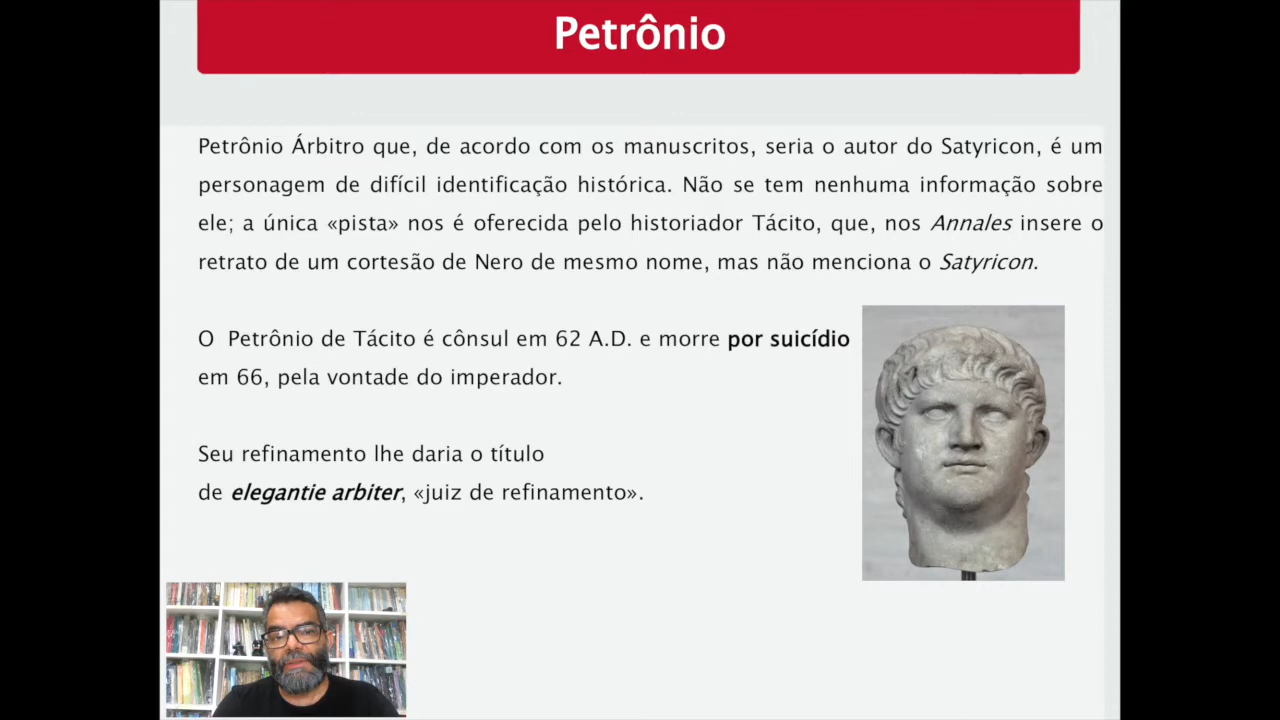 Petrônio
Petrônio Árbitro que, de acordo com os manuscritos, seria o autor do Satyricon, é um
personagem de difícil identificação histórica. Não se tem nenhuma informação sobre
ele; a única «pista» nos é oferecida pelo historiador Tácito, que, nos Annales insere o
retrato de um cortesão de Nero de mesmo nome, mas não menciona o Satyricon.
O Petrônio de Tácito é cônsul em 62 A.D. e morre por suicídio
em 66, pela vontade do imperador.
Seu refinamento lhe daria o título
de elegantie arbiter, «juiz de refinamento».